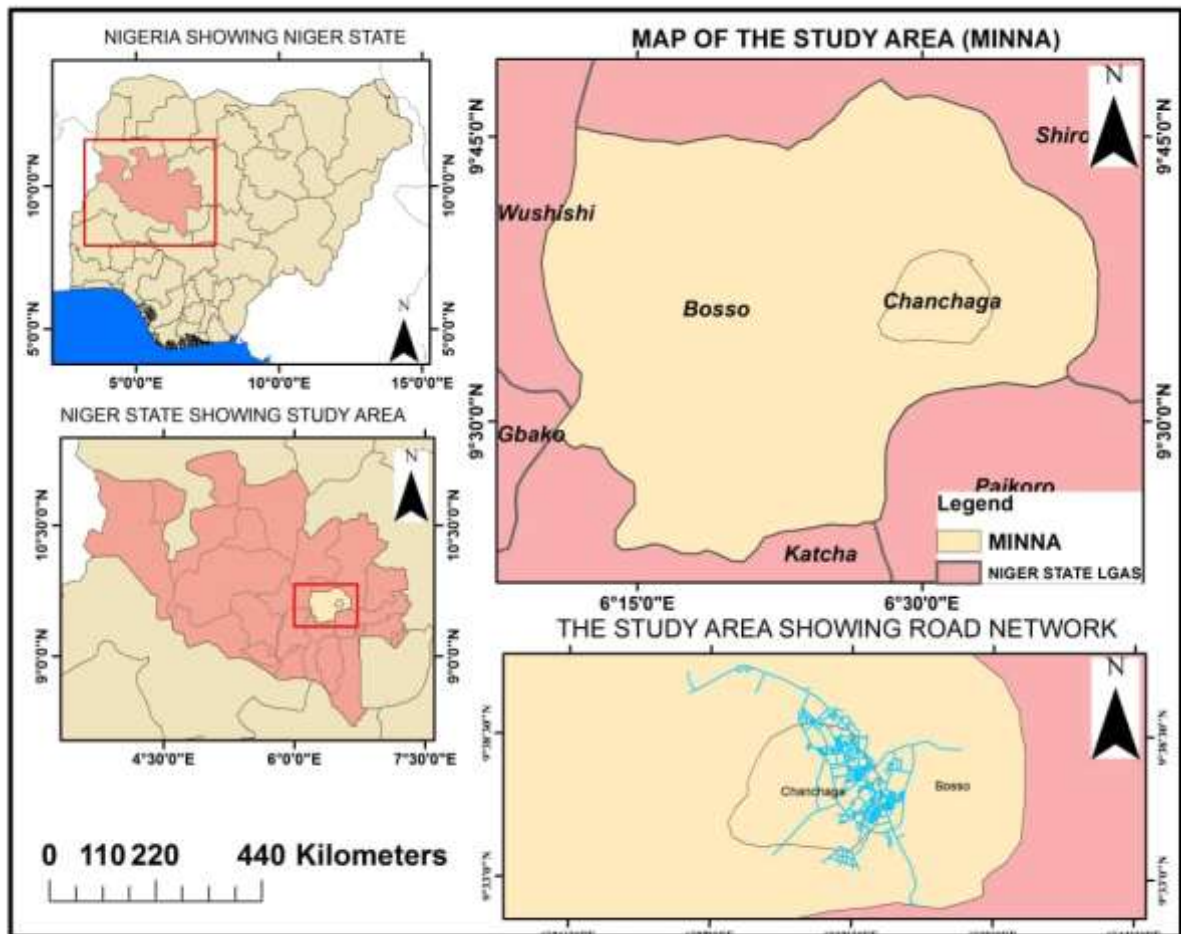 NIGERIA SHOWING NIGER STATE
N
10°0'0"N
10°0'0"N
5°0'0"N
5°0'0"N
5°0'0"E 10°0'0"E 15°0'0"E
NIGER STATE SHOWING STUDY AREA
N
10°30'0"N
10°30'0"N
9°0'0"N
9°0'0"N
4°30'0"E 6°0'0"E 7°30'0"E
0 110 220 440 Kilometers
MAP OF THE STUDY AREA (MINNA)
N
9°45'0"N
9°45'0"N
Shiro
Wushishi
Bosso
Chanchaga
9°30'0"N
9°30'0"N
Gbako
Paikoro
Katcha
Legend
MINNA
NIGER STATE LGAS
6°15'0"E 6°30'0"E
THE STUDY AREA SHOWING ROAD NETWORK
N
Chanchaga
Bosso